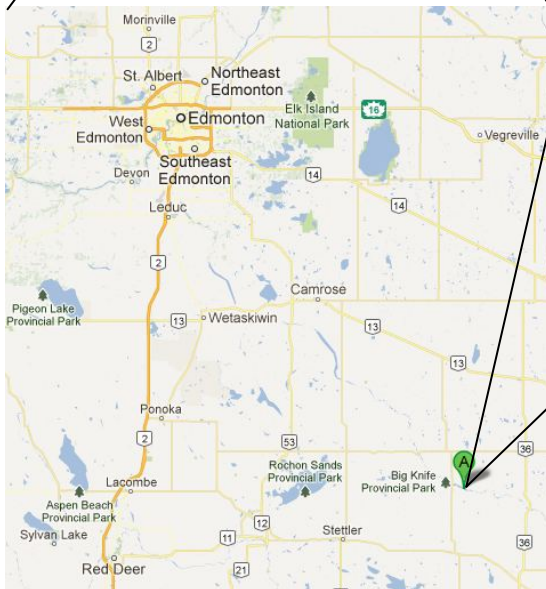 Morinville
2
St. Albert
Northeast
Edmonton
Elk Island
National Park
16
West
Edmonton
Edmonton
Vegreville
Southeast
Edmonton
Devon
14
Leduc
14
2
Camrose
Pigeon Lake
Provincial Park
13
Wetaskiwin
13
13
Ponoka
2
53
36
A
Rochon Sands
Provincial Park
Big Knife
Provincial Park
Lacombe
Aspen Beach
Provincial Park
Sylvan Lake
12
11
Stettler
36
Red Deer
21